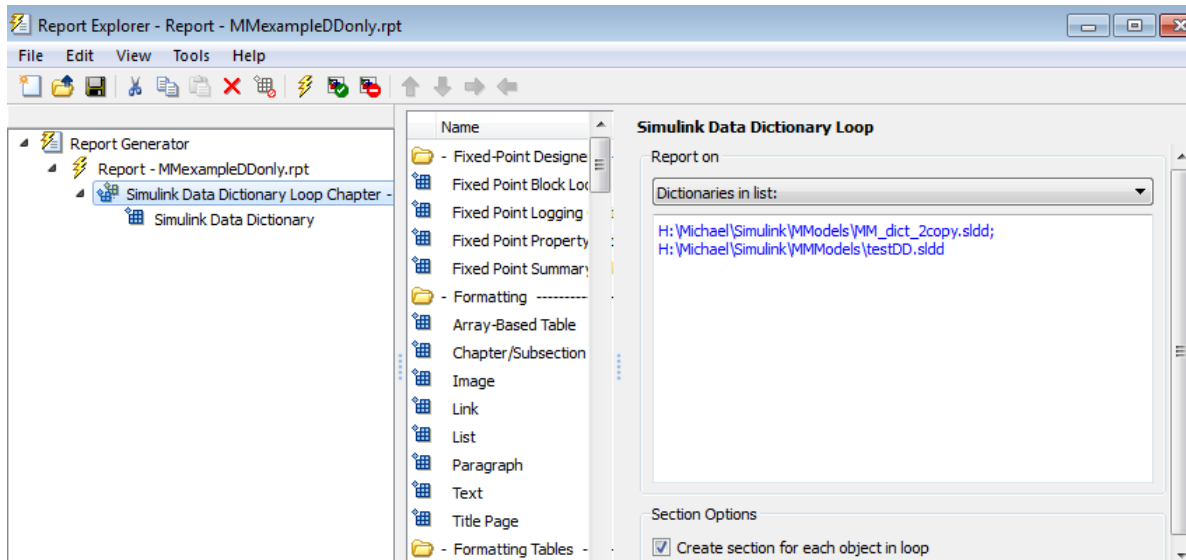 Report Explorer - Report - MMexampleDDonly.rpt
File Edit View Tools Help
Report Generator
Report - MMexampleDDonly.rpt
Simulink Data Dictionary Loop Chapter -
Simulink Data Dictionary
Name
- Fixed-Point Designe
Fixed Point Block Loo
Fixed Point Logging
Fixed Point Property
Fixed Point Summary
- Formatting ----------
Array-Based Table
Chapter/Subsection
Image
Link
List
Paragraph
Text
Title Page
- Formatting Tables -
Simulink Data Dictionary Loop
Report on
Dictionaries in list:
H:\Michael\Simulink\MModels\MM_dict_2copy.sldd;
H:\Michael\Simulink\MMModels\testDD.sldd
Section Options
Create section for each object in loop